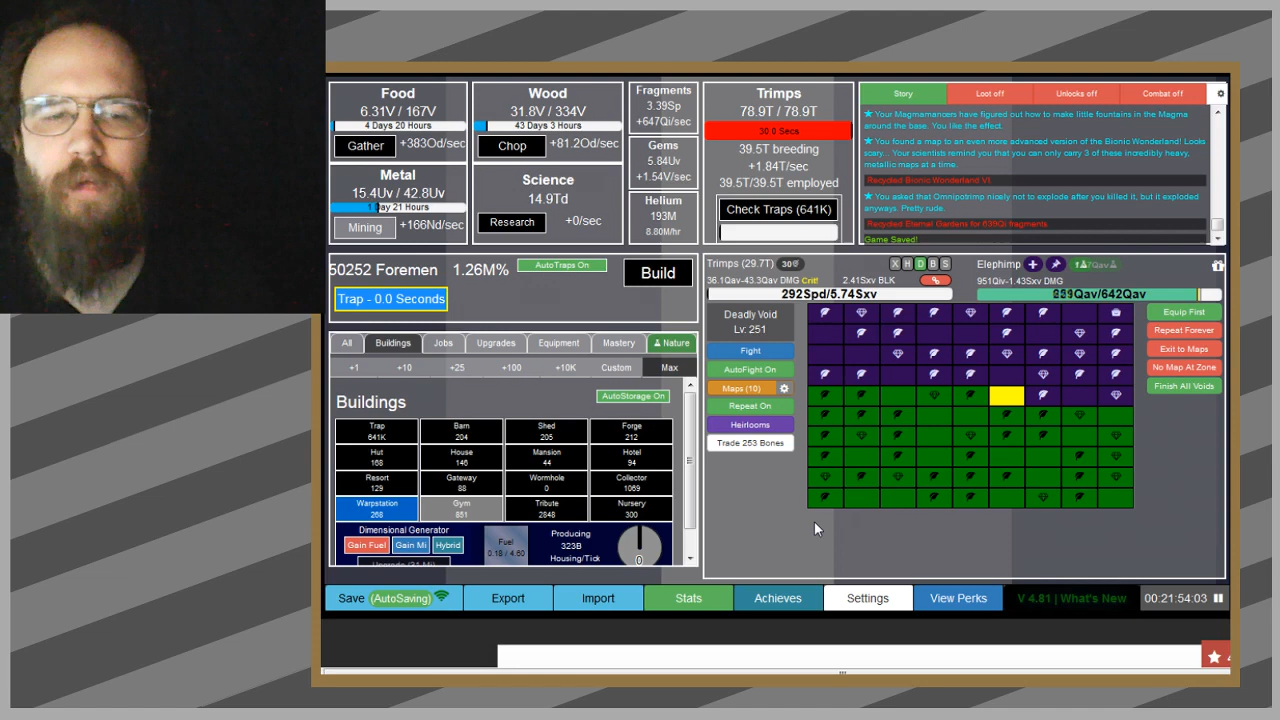 Food
6.31V / 167V
4 Days 20 Hours
Gather
+383Od/sec
Wood
31.8V / 334V
43 Days 3 Hours
Chop
+81.2Od/sec
Metal
15.4Uv / 42.8Uv
1 Day 21 Hours
Mining
+166Nd/sec
Science
14.9Td
Research
+0/sec
Fragments
3.39Sp
+647Qi/sec
Gems
5.84Uv
+1.54V/sec
Helium
193M
8.80M/hr
Trimps
78.9T / 78.9T
30.0 Secs
39.5T breeding
+1.84T/sec
39.5T/39.5T employed
Check Traps (641K)
Story
Loot off
Unlocks off
Combat off
Your Magmamancers have figured out how to make little fountains in the Magma
around the base. You like the effect.
You found a map to an even more advanced version of the Bionic Wonderland! Looks
scary... Your scientists remind you that you can only carry 3 of these incredibly heavy,
metallic maps at a time.
Recycled Bionic Wonderland VI.
You asked that Omnipotrimp nicely not to explode after you killed it, but it exploded
anyways. Pretty rude.
Recycled Eternal Gardens for 639Qi fragments
Game Saved!
50252 Foremen
1.26M%
AutoTraps On
Build
Trap - 0.0 Seconds
All
Buildings
Jobs
Upgrades
Equipment
Mastery
Nature
+1
+10
+25
+100
+10K
Custom
Max
Buildings
AutoStorage On
Trap
641K
Barn
204
Shed
205
Forge
212
Hut
168
House
146
Mansion
44
Hotel
94
Resort
129
Gateway
88
Wormhole
0
Collector
1069
Warpstation
268
Gym
851
Tribute
2848
Nursery
300
Dimensional Generator
Gain Fuel
Gain Mi
Hybrid
Fuel
0.18 / 4.60
Producing
323B
Housing/Tick
0
Trimps (29.7T)
30
X H D B S
36.1Qav-43.3Qav DMG Crit!
2.41Sxv BLK
292Spd/5.74Sxv
Elephimp
951Qiv-1.43Sxv DMG
Deadly Void
Lv: 251
Fight
AutoFight On
Maps (10)
Repeat On
Heirlooms
Trade 253 Bones
Equip First
Repeat Forever
Exit to Maps
No Map At Zone
Finish All Voids
Save (AutoSaving)
Export
Import
Stats
Achieves
Settings
View Perks
V 4.81 | What's New
00:21:54:03